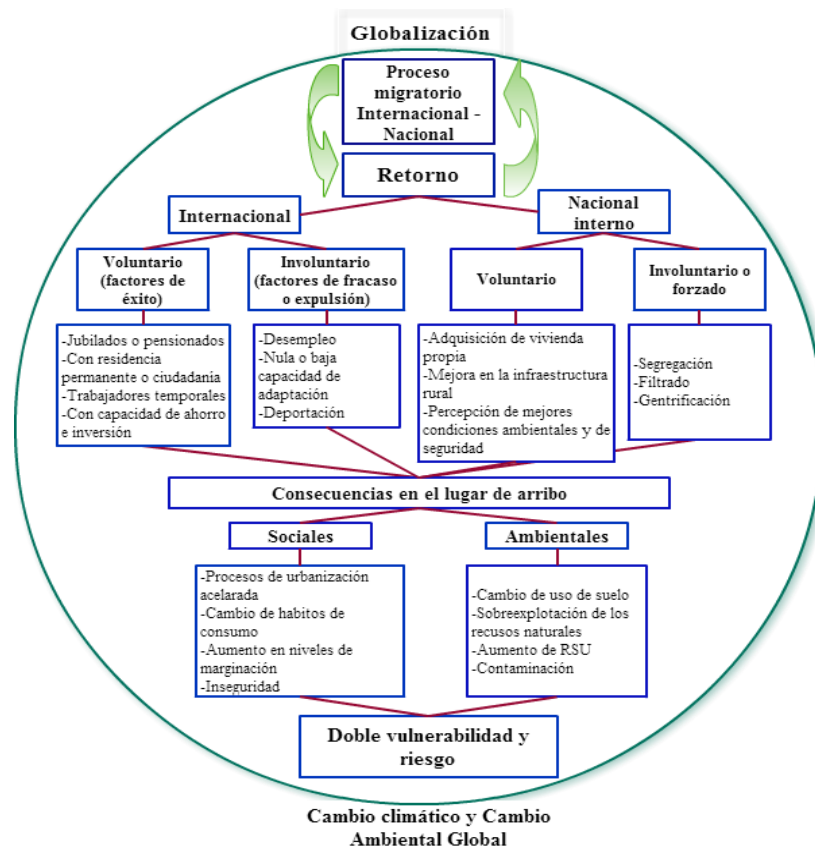 Globalización
Proceso
migratorio
Internacional -
Nacional
Retorno
Internacional
Nacional
interno
Voluntario
(factores de
éxito)
Involuntario
(factores de fracaso
o expulsión)
Voluntario
Involuntario o
forzado
-Jubilados o pensionados
-Con residencia
permanente o ciudadanía
-Trabajadores temporales
-Con capacidad de ahorro
e inversión
-Desempleo
-Nula o baja
capacidad de
adaptación
-Deportación
-Adquisición de vivienda
propia
-Mejora en la infraestructura
rural
-Percepción de mejores
condiciones ambientales y de
seguridad
-Segregación
-Filtrado
-Gentrificación
Consecuencias en el lugar de arribo
Sociales
Ambientales
-Procesos de urbanización
acelarada
-Cambio de habitos de
consumo
-Aumento en niveles de
marginación
-Inseguridad
-Cambio de uso de suelo
-Sobreexplotación de los
recusos naturales
-Aumento de RSU
-Contaminación
Doble vulnerabilidad y
riesgo
Cambio climático y Cambio
Ambiental Global